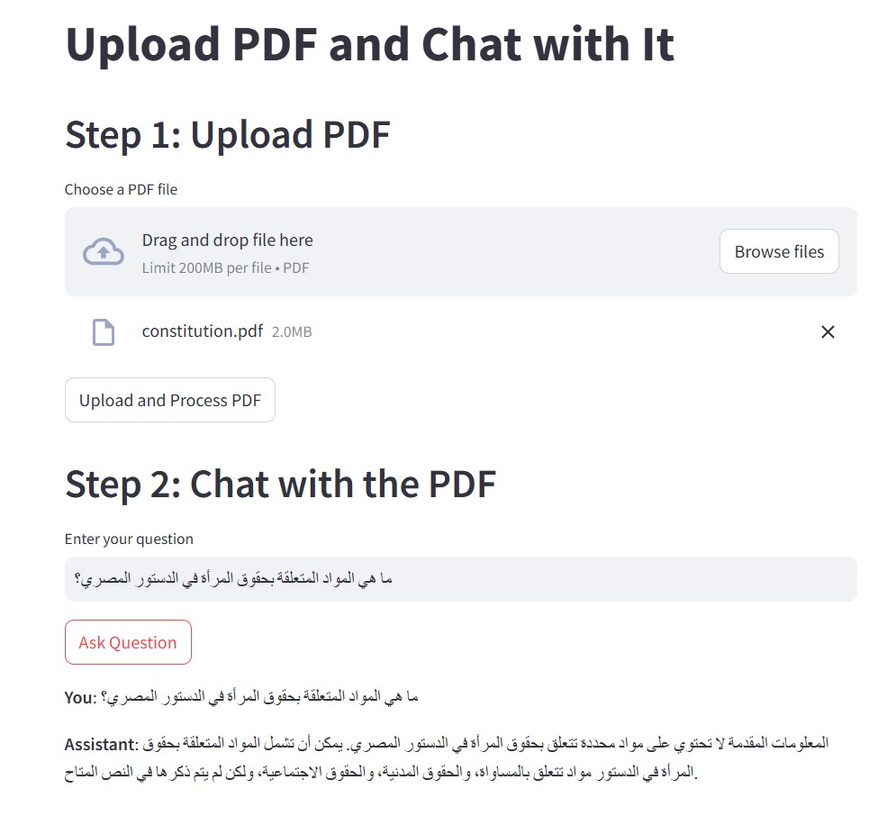 Upload PDF and Chat with It
Step 1: Upload PDF
Choose a PDF file
Drag and drop file here
Limit 200MB per file • PDF
Browse files
constitution.pdf 2.0MB
Upload and Process PDF
Step 2: Chat with the PDF
Enter your question
ما هي المواد المتعلقة بحقوق المرأة في الدستور المصري؟
Ask Question
You: ما هي المواد المتعلقة بحقوق المرأة في الدستور المصري؟
Assistant: المعلومات المقدمة لا تحتوي على مواد محددة تتعلق بحقوق المرأة في الدستور المصري. يمكن أن تشمل المواد المتعلقة بحقوق
المرأة في الدستور مواد تتعلق بالمساواة، والحقوق المدنية، والحقوق الاجتماعية، ولكن لم يتم ذكرها في النص المتاح.